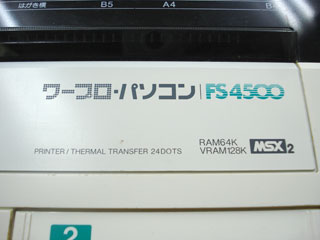 はがき横 B5 A4 B
ワープロ・パソコン FS4500
RAM64K
PRINTER/THERMAL TRANSFER 24DOTS VRAM128K MSX2
2